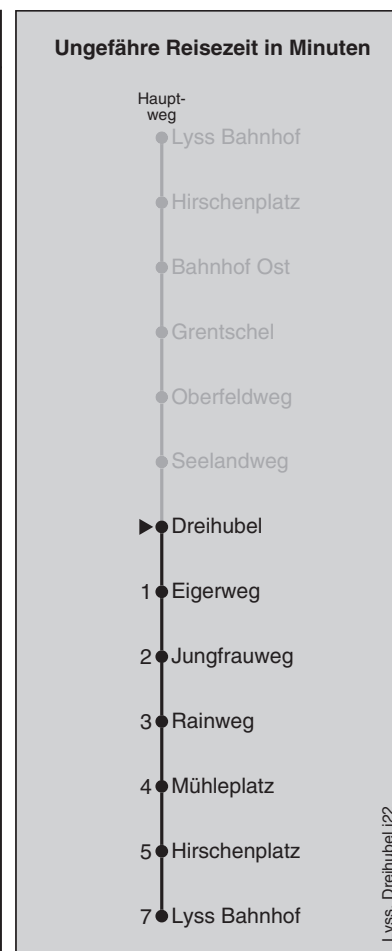 Ungefähre Reisezeit in Minuten
Haupt-
weg
Lyss Bahnhof
Hirschenplatz
Bahnhof Ost
Grentschel
Oberfeldweg
Seelandweg
Dreihubel
1 Eigerweg
2 Jungfrauweg
3 Rainweg
4 Mühleplatz
5 Hirschenplatz
7 Lyss Bahnhof
Lyss, Dreihubel j22